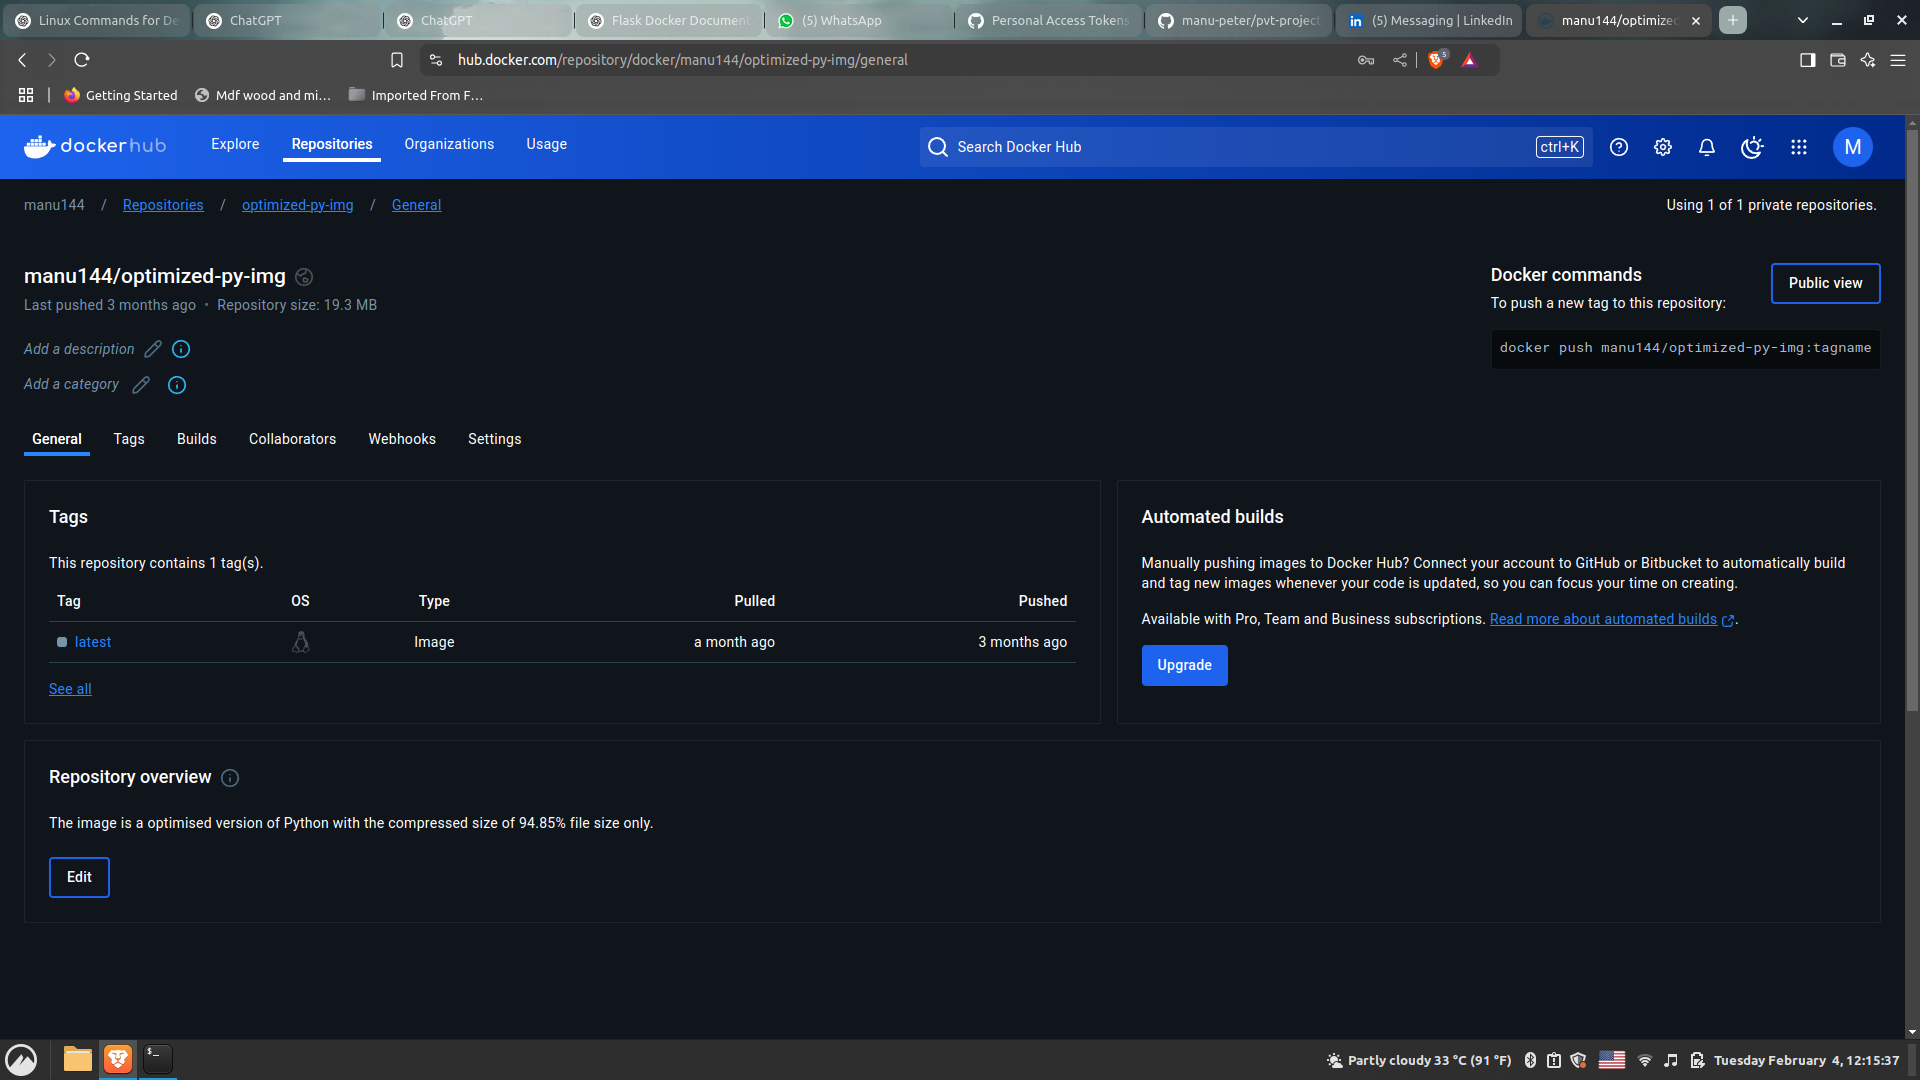 Linux Commands for De
ChatGPT
ChatGPT
Flask Docker Document
(5) WhatsApp
Personal Access Tokens
manu-peter/pvt-project
(5) Messaging | LinkedIn
manu144/optimized
hub.docker.com/repository/docker/manu144/optimized-py-img/general
5
Getting Started
Mdf wood and mi...
Imported From F...
dockerhub
Explore
Repositories
Organizations
Usage
Search Docker Hub
ctrl+K
M
manu144 / Repositories / optimized-py-img / General
Using 1 of 1 private repositories.
manu144/optimized-py-img
Last pushed 3 months ago • Repository size: 19.3 MB
Add a description
Add a category
Docker commands
Public view
To push a new tag to this repository:
docker push manu144/optimized-py-img:tagname
General
Tags
Builds
Collaborators
Webhooks
Settings
Tags
This repository contains 1 tag(s).
Tag OS Type Pulled Pushed
latest Image a month ago 3 months ago
See all
Automated builds
Manually pushing images to Docker Hub? Connect your account to GitHub or Bitbucket to automatically build
and tag new images whenever your code is updated, so you can focus your time on creating.
Available with Pro, Team and Business subscriptions. Read more about automated builds .
Upgrade
Repository overview
The image is a optimised version of Python with the compressed size of 94.85% file size only.
Edit
Partly cloudy 33 °C (91 °F)
Tuesday February 4, 12:15:37